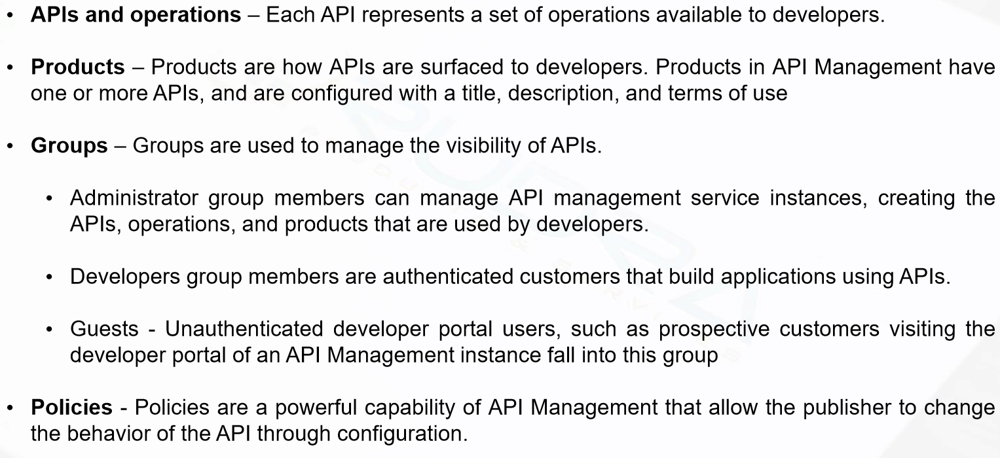 • APIs and operations – Each API represents a set of operations available to developers.
• Products – Products are how APIs are surfaced to developers. Products in API Management have
one or more APIs, and are configured with a title, description, and terms of use
• Groups – Groups are used to manage the visibility of APIs.
• Administrator group members can manage API management service instances, creating the
APIs, operations, and products that are used by developers.
• Developers group members are authenticated customers that build applications using APIs.
• Guests - Unauthenticated developer portal users, such as prospective customers visiting the
developer portal of an API Management instance fall into this group
• Policies - Policies are a powerful capability of API Management that allow the publisher to change
the behavior of the API through configuration.